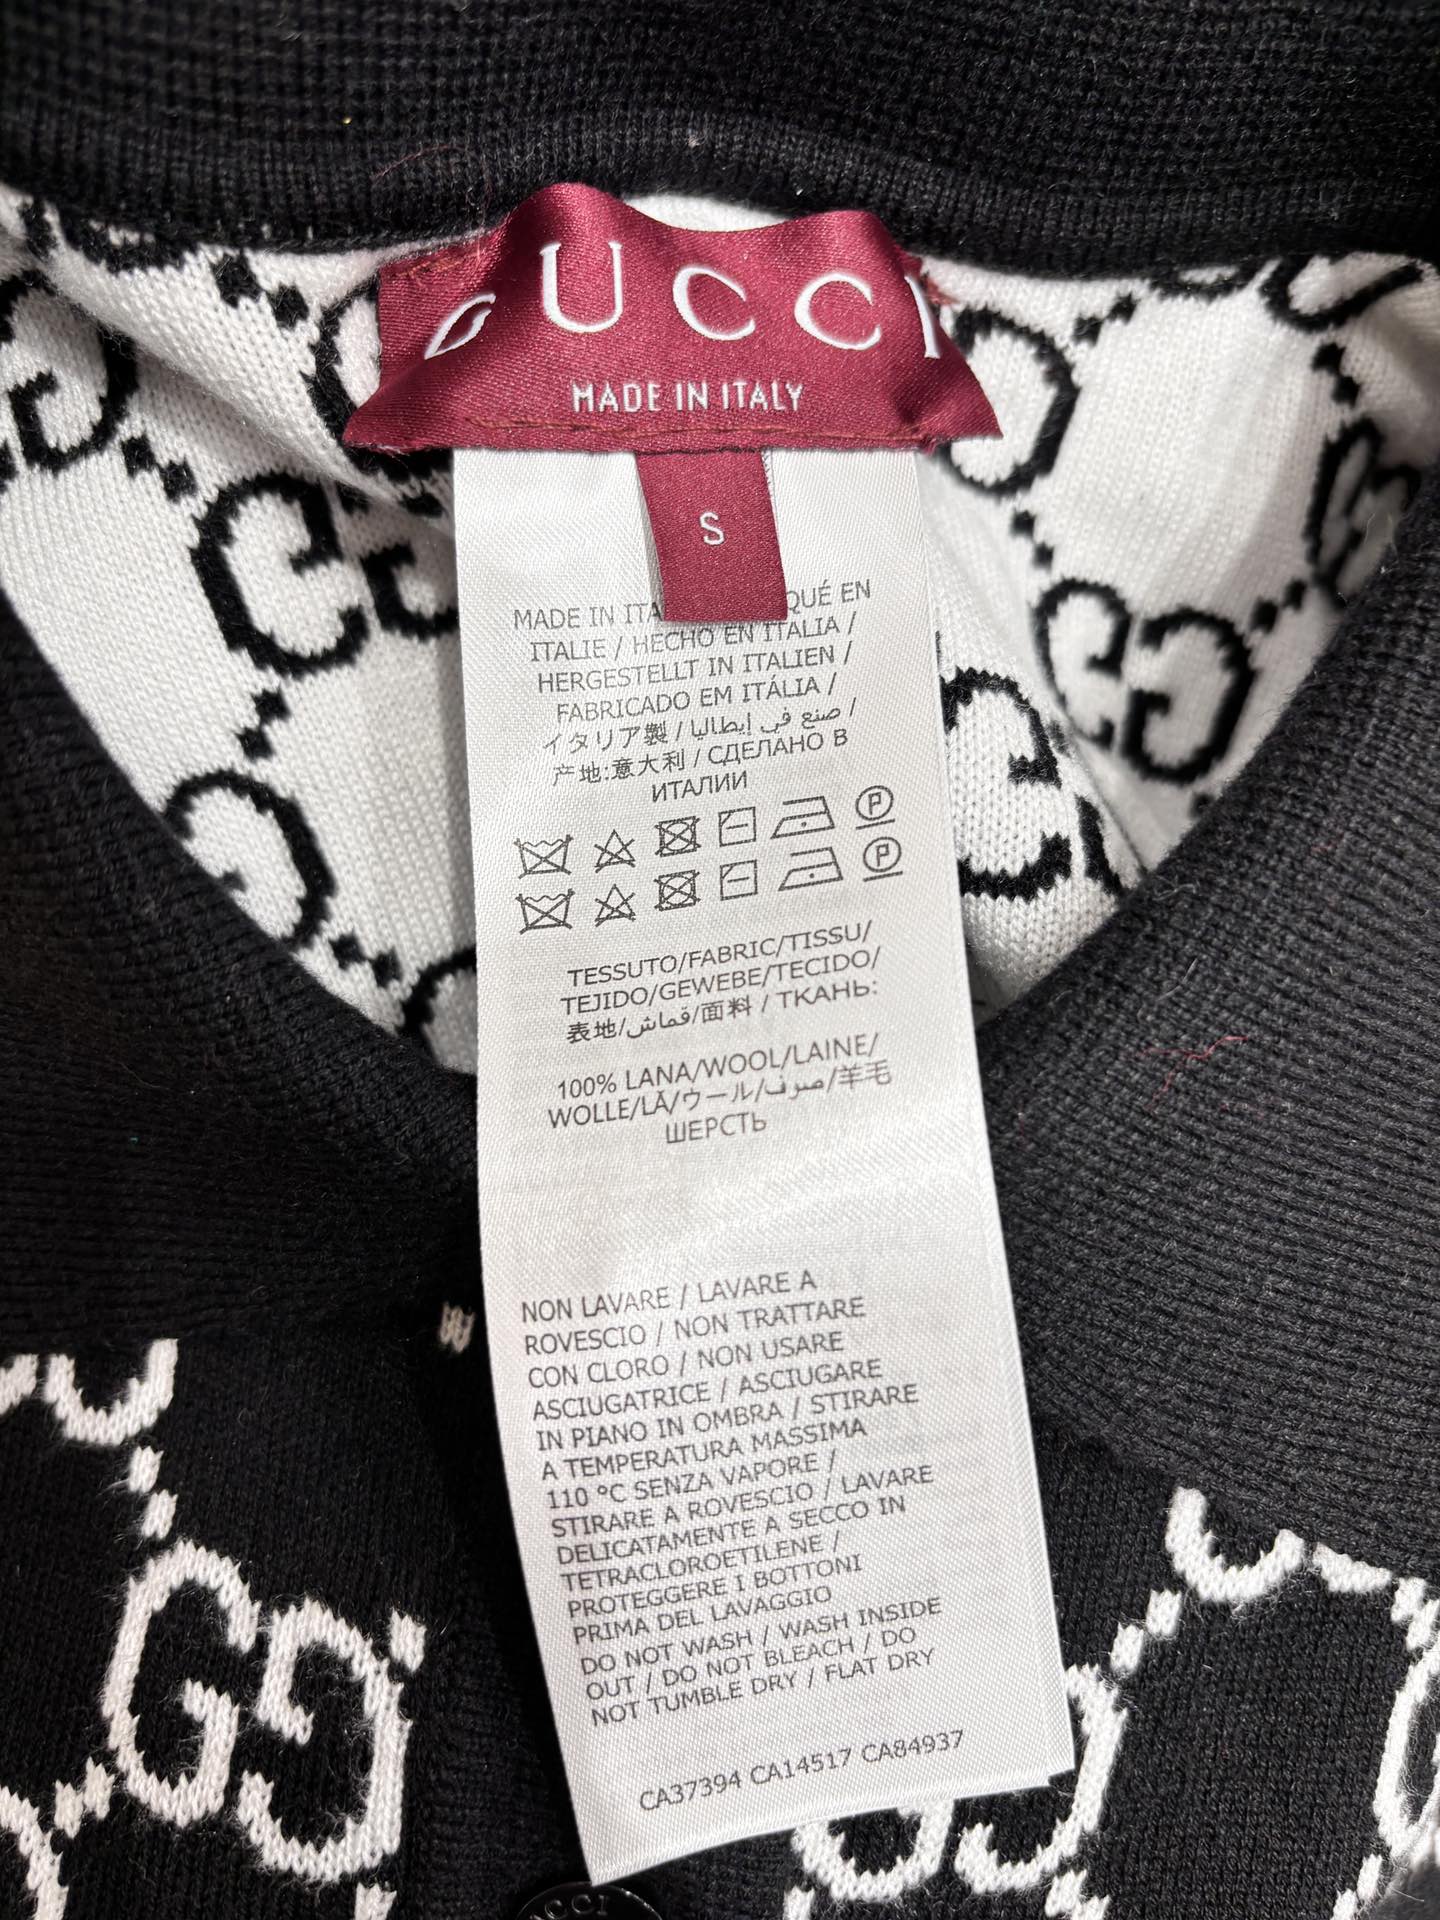 GUCCI
MADE IN ITALY
S
MADE IN ITA QUÉ EN
ITALIE / HECHO EN ITALIA /
HERGESTELLT IN ITALIEN /
FABRICADO EM ITÁLIA /
イタリア製 / صنع في إيطاليا /
产地:意大利 / СДЕЛАНО В
ИТАЛИИ
P
P
TESSUTO/FABRIC/TISSU/
TEJIDO/GEWEBE/TECIDO/
表地/قماش/面料 / ТКАНЬ:
100% LANA/WOOL/LAINE/
WOLLE/LÃ/ウール/صوف/羊毛
ШЕРСТЬ
NON LAVARE / LAVARE A
ROVESCIO / NON TRATTARE
CON CLORO / NON USARE
ASCIUGATRICE / ASCIUGARE
IN PIANO IN OMBRA / STIRARE
A TEMPERATURA MASSIMA
110 °C SENZA VAPORE /
STIRARE A ROVESCIO / LAVARE
DELICATAMENTE A SECCO IN
TETRACLOROETILENE /
PROTEGGERE I BOTTONI
PRIMA DEL LAVAGGIO
DO NOT WASH / WASH INSIDE
OUT / DO NOT BLEACH / DO
NOT TUMBLE DRY / FLAT DRY
CA37394 CA14517 CA84937